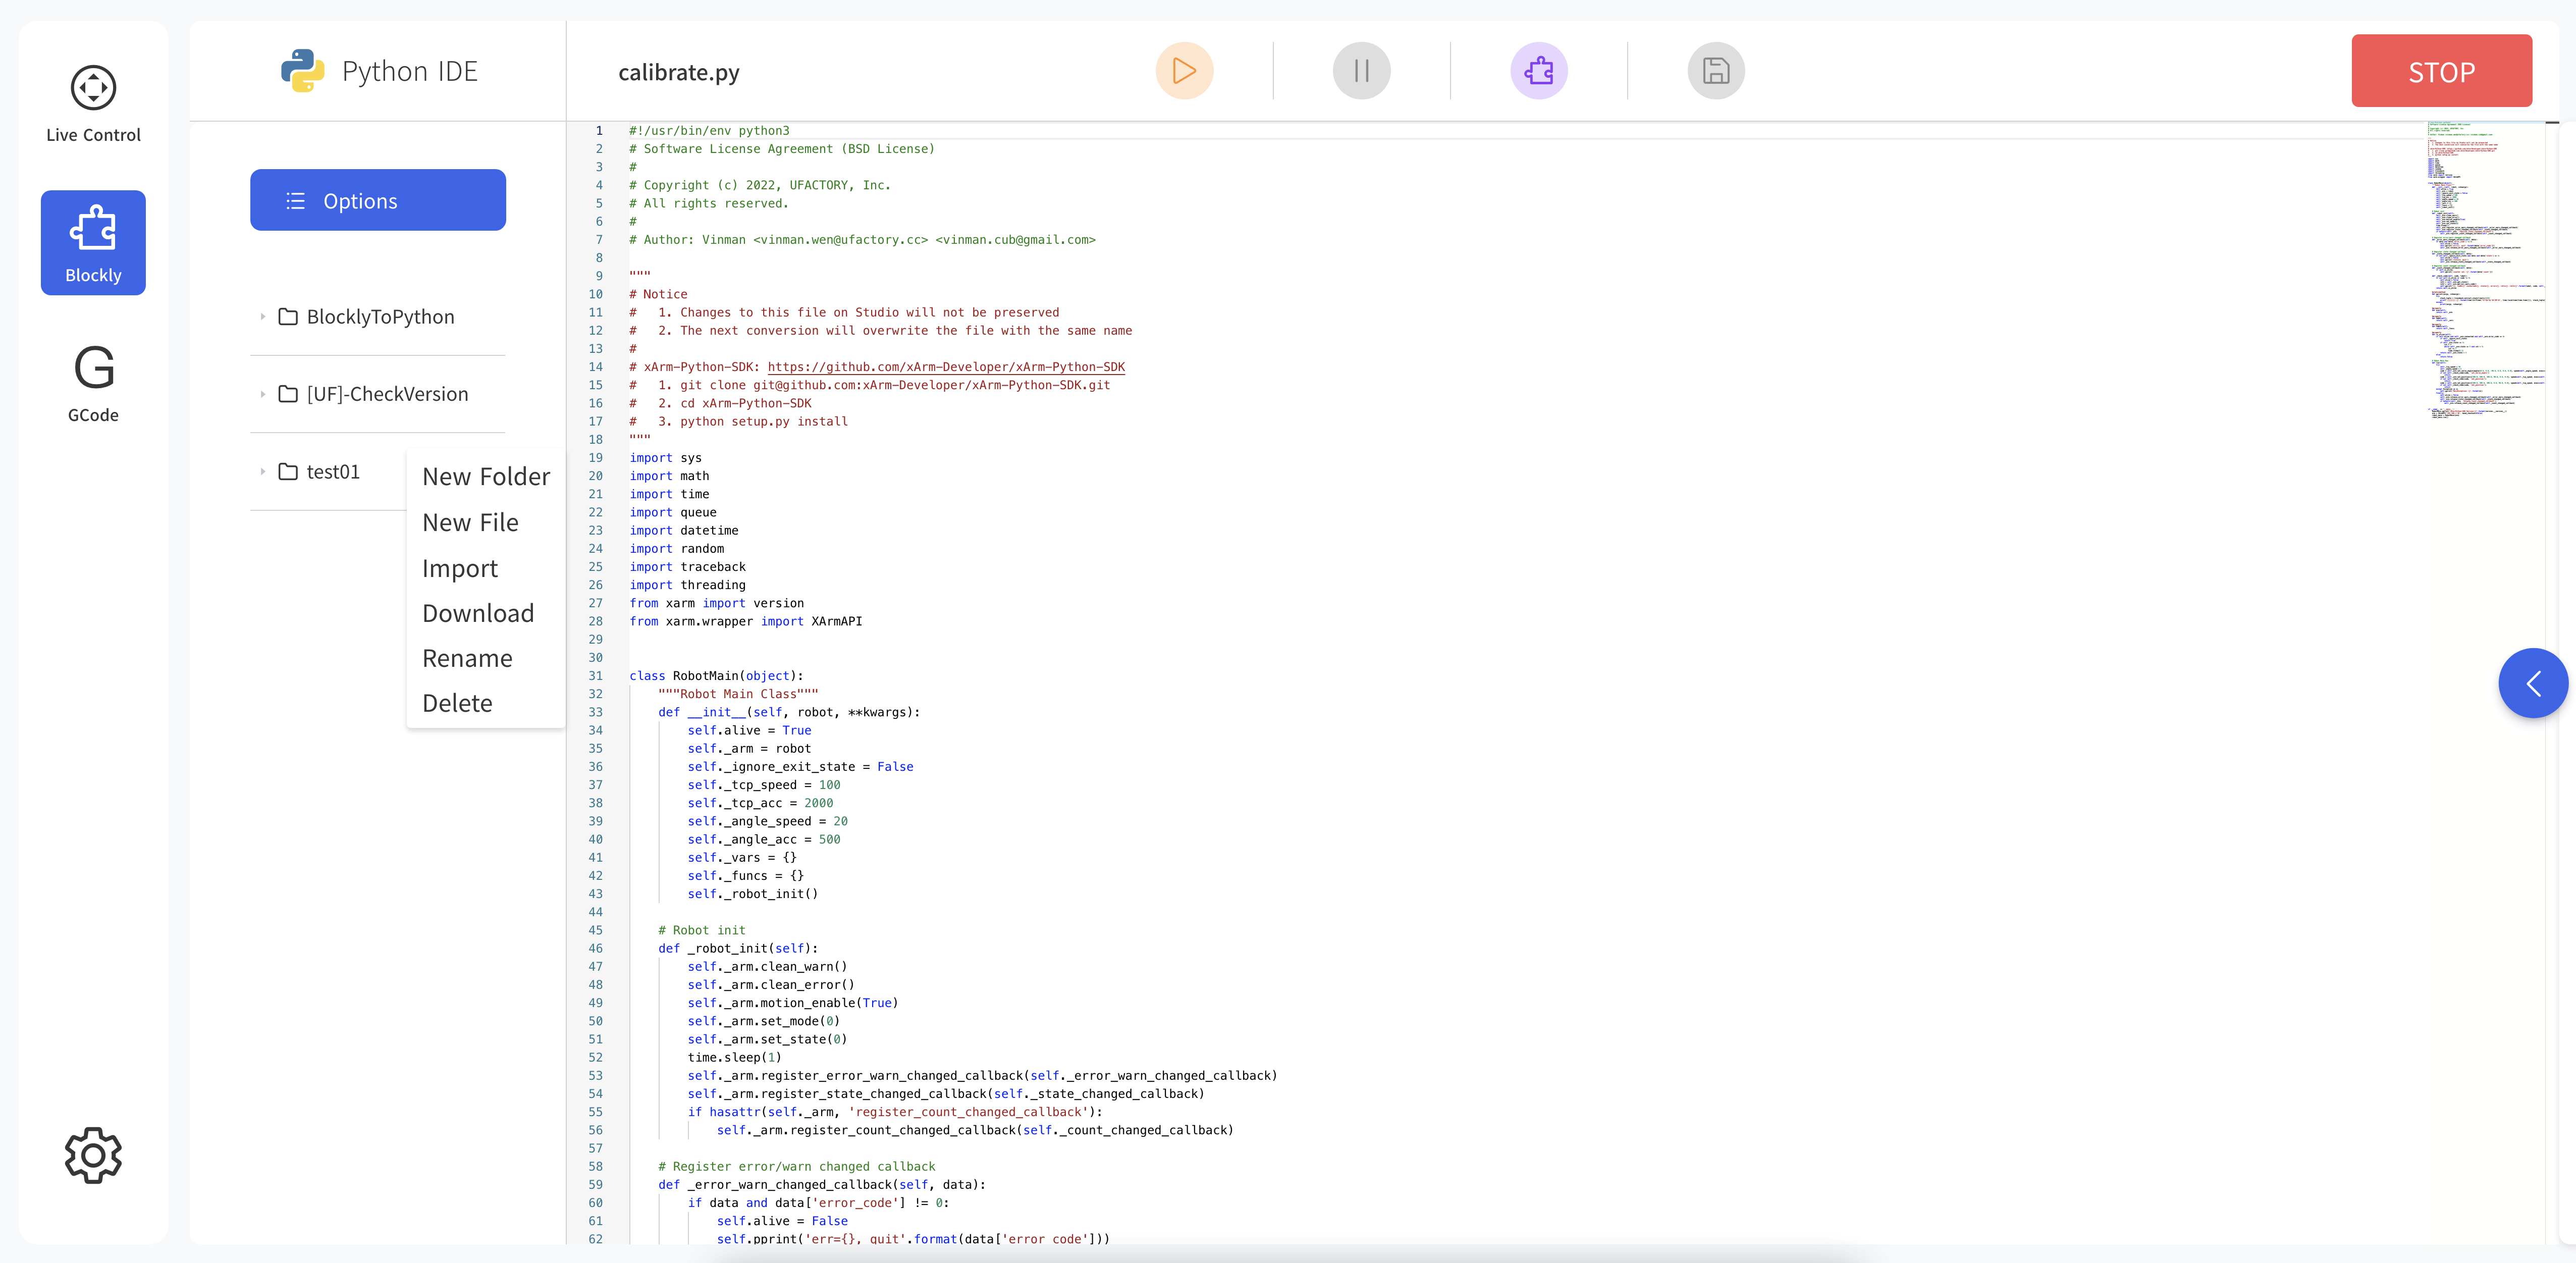 Live Control
Blockly
G
GCode
Python IDE
calibrate.py
STOP
Options
BlocklyToPython
[UF]-CheckVersion
test01
New Folder
New File
Import
Download
Rename
Delete
1 #!/usr/bin/env python3
2 # Software License Agreement (BSD License)
3 #
4 # Copyright (c) 2022, UFACTORY, Inc.
5 # All rights reserved.
6 #
7 # Author: Vinman <vinman.wen@ufactory.cc> <vinman.cub@gmail.com>
8
9 """
10 # Notice
11 #   1. Changes to this file on Studio will not be preserved
12 #   2. The next conversion will overwrite the file with the same name
13 #
14 # xArm-Python-SDK: https://github.com/xArm-Developer/xArm-Python-SDK
15 #   1. git clone git@github.com:xArm-Developer/xArm-Python-SDK.git
16 #   2. cd xArm-Python-SDK
17 #   3. python setup.py install
18 """
19 import sys
20 import math
21 import time
22 import queue
23 import datetime
24 import random
25 import traceback
26 import threading
27 from xarm import version
28 from xarm.wrapper import XArmAPI
29
30
31 class RobotMain(object):
32     """Robot Main Class"""
33     def __init__(self, robot, **kwargs):
34         self.alive = True
35         self._arm = robot
36         self._ignore_exit_state = False
37         self._tcp_speed = 100
38         self._tcp_acc = 2000
39         self._angle_speed = 20
40         self._angle_acc = 500
41         self._vars = {}
42         self._funcs = {}
43         self._robot_init()
44
45     # Robot init
46     def _robot_init(self):
47         self._arm.clean_warn()
48         self._arm.clean_error()
49         self._arm.motion_enable(True)
50         self._arm.set_mode(0)
51         self._arm.set_state(0)
52         time.sleep(1)
53         self._arm.register_error_warn_changed_callback(self._error_warn_changed_callback)
54         self._arm.register_state_changed_callback(self._state_changed_callback)
55         if hasattr(self._arm, 'register_count_changed_callback'):
56             self._arm.register_count_changed_callback(self._count_changed_callback)
57
58     # Register error/warn changed callback
59     def _error_warn_changed_callback(self, data):
60         if data and data['error_code'] != 0:
61             self.alive = False
62             self.pprint('err={}, quit'.format(data['error_code']))